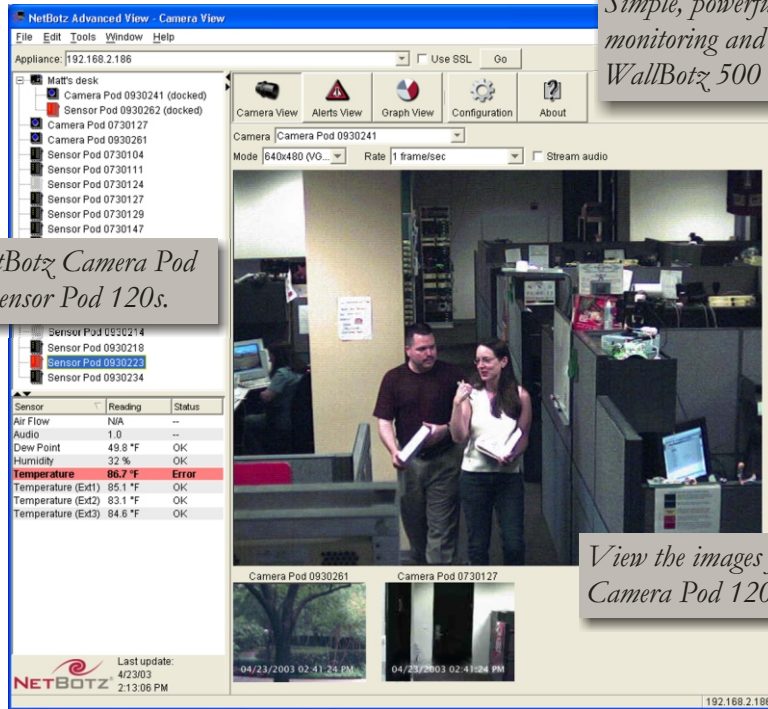 NetBotz Advanced View - Camera View
Simple, powerful
monitoring and
WallBotz 500
File Edit Tools Window Help
Appliance: 192.168.2.186 Use SSL Go
Matt's desk
Camera Pod 0930241 (docked)
Sensor Pod 0930262 (docked)
Camera Pod 0730127
Camera Pod 0930261
Sensor Pod 0730104
Sensor Pod 0730111
Sensor Pod 0730124
Sensor Pod 0730127
Sensor Pod 0730129
Sensor Pod 0730147
tBotz Camera Pod
ensor Pod 120s.
Sensor Pod 0930214
Sensor Pod 0930218
Sensor Pod 0930223
Sensor Pod 0930234
Camera View Alerts View Graph View Configuration About
Camera Camera Pod 0930241
Mode 640x480 (VG... Rate 1 frame/sec Stream audio
Sensor Reading Status
Air Flow N/A --
Audio 1.0 --
Dew Point 49.8 °F OK
Humidity 32 % OK
Temperature 86.7 °F Error
Temperature (Ext1) 85.1 °F OK
Temperature (Ext2) 83.1 °F OK
Temperature (Ext3) 84.6 °F OK
View the images
Camera Pod 120
Camera Pod 0930261 Camera Pod 0730127
04/23/2003 02:41:24 PM 04/23/2003 02:41:24 PM
NETBOTZ
Last update:
4/23/03
2:13:06 PM
192.168.2.186